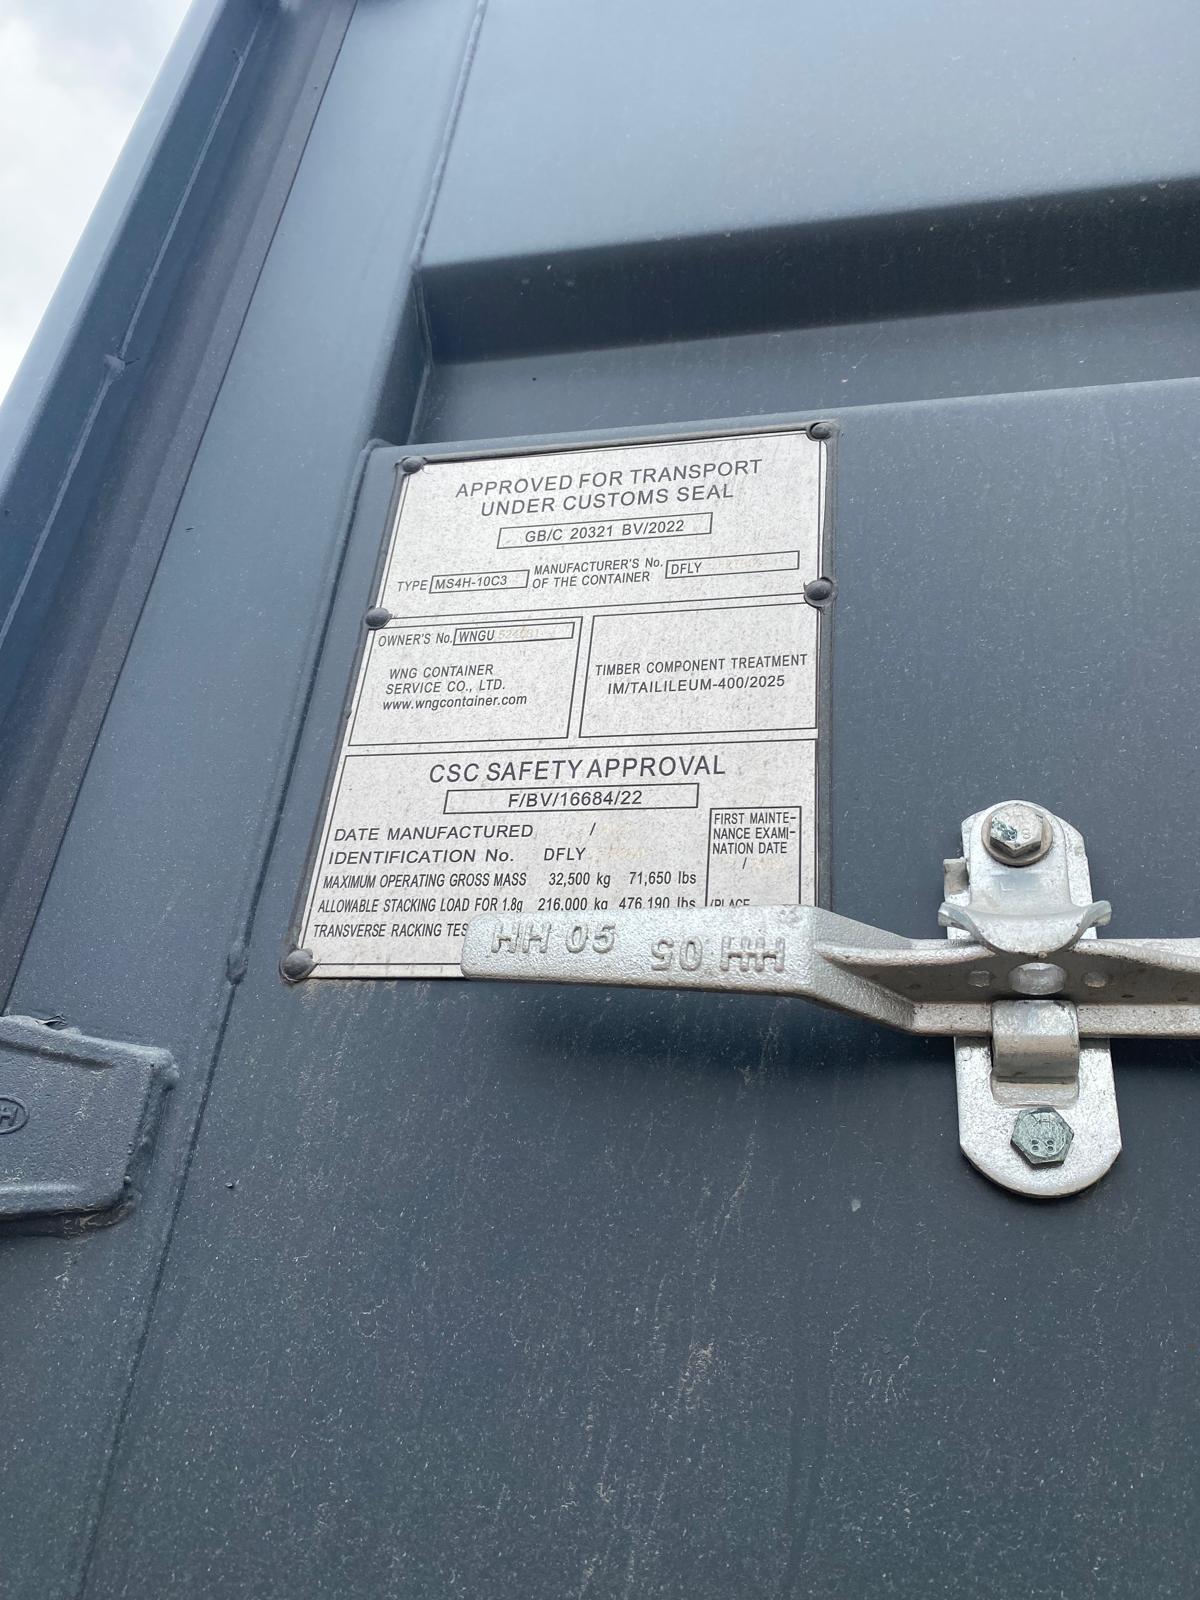 APPROVED FOR TRANSPORT
UNDER CUSTOMS SEAL
GB/C 20321 BV/2022
TYPE MS4H-10C3 MANUFACTURER'S No. OF THE CONTAINER DFLY
OWNER'S No. WNGU
WNG CONTAINER
SERVICE CO., LTD.
www.wngcontainer.com
TIMBER COMPONENT TREATMENT
IM/TAILILEUM-400/2025
CSC SAFETY APPROVAL
F/BV/16684/22
DATE MANUFACTURED /
IDENTIFICATION No. DFLY
MAXIMUM OPERATING GROSS MASS 32,500 kg 71,650 lbs
ALLOWABLE STACKING LOAD FOR 1.8g 216,000 kg 476,190 lbs
TRANSVERSE RACKING TES
FIRST MAINTE-
NANCE EXAMI-
NATION DATE
/
/PLACE
HH 05
HH 05
H